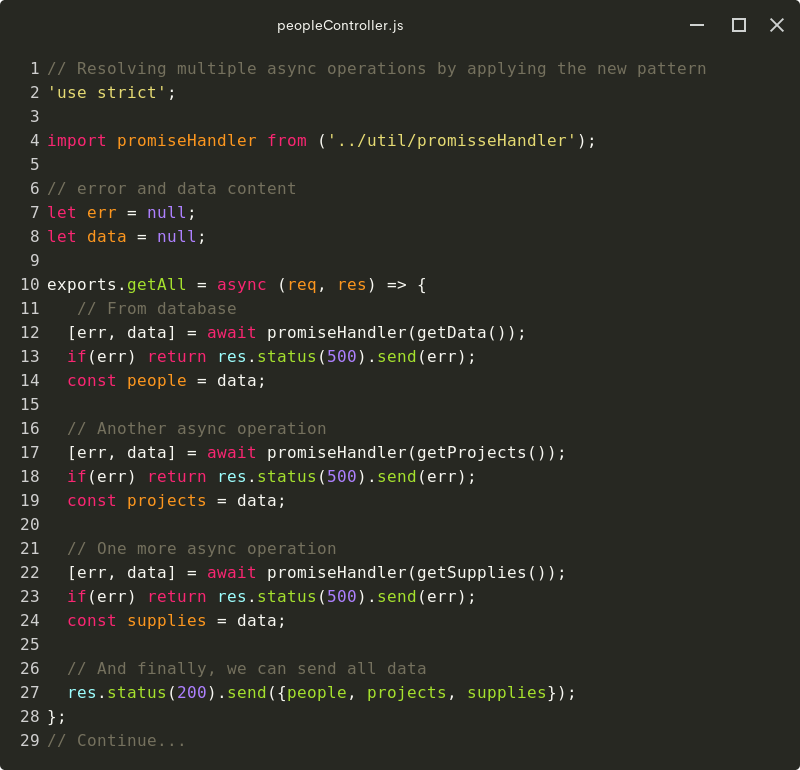 peopleController.js
1 // Resolving multiple async operations by applying the new pattern
2 'use strict';
3
4 import promiseHandler from ('../util/promisseHandler');
5
6 // error and data content
7 let err = null;
8 let data = null;
9
10 exports.getAll = async (req, res) => {
11    // From database
12   [err, data] = await promiseHandler(getData());
13   if(err) return res.status(500).send(err);
14   const people = data;
15
16   // Another async operation
17   [err, data] = await promiseHandler(getProjects());
18   if(err) return res.status(500).send(err);
19   const projects = data;
20
21   // One more async operation
22   [err, data] = await promiseHandler(getSupplies());
23   if(err) return res.status(500).send(err);
24   const supplies = data;
25
26   // And finally, we can send all data
27   res.status(200).send({people, projects, supplies});
28 };
29 // Continue...